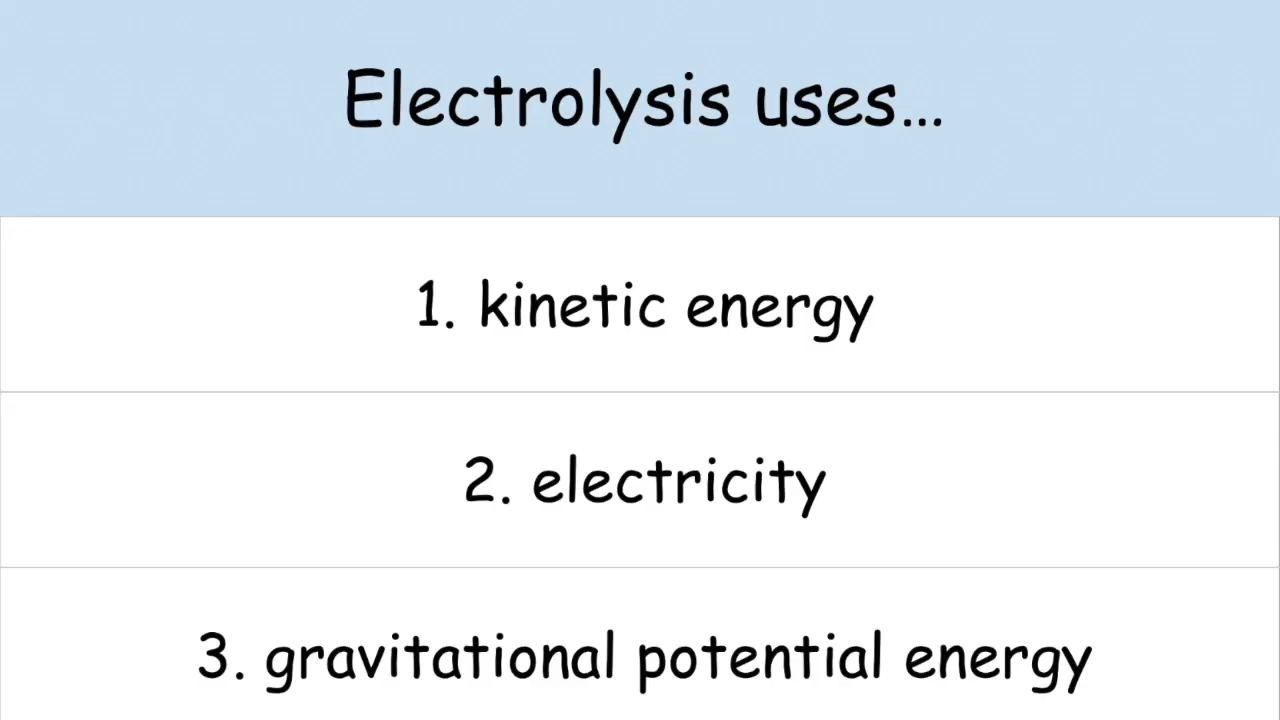 Electrolysis uses…
1. kinetic energy
2. electricity
3. gravitational potential energy